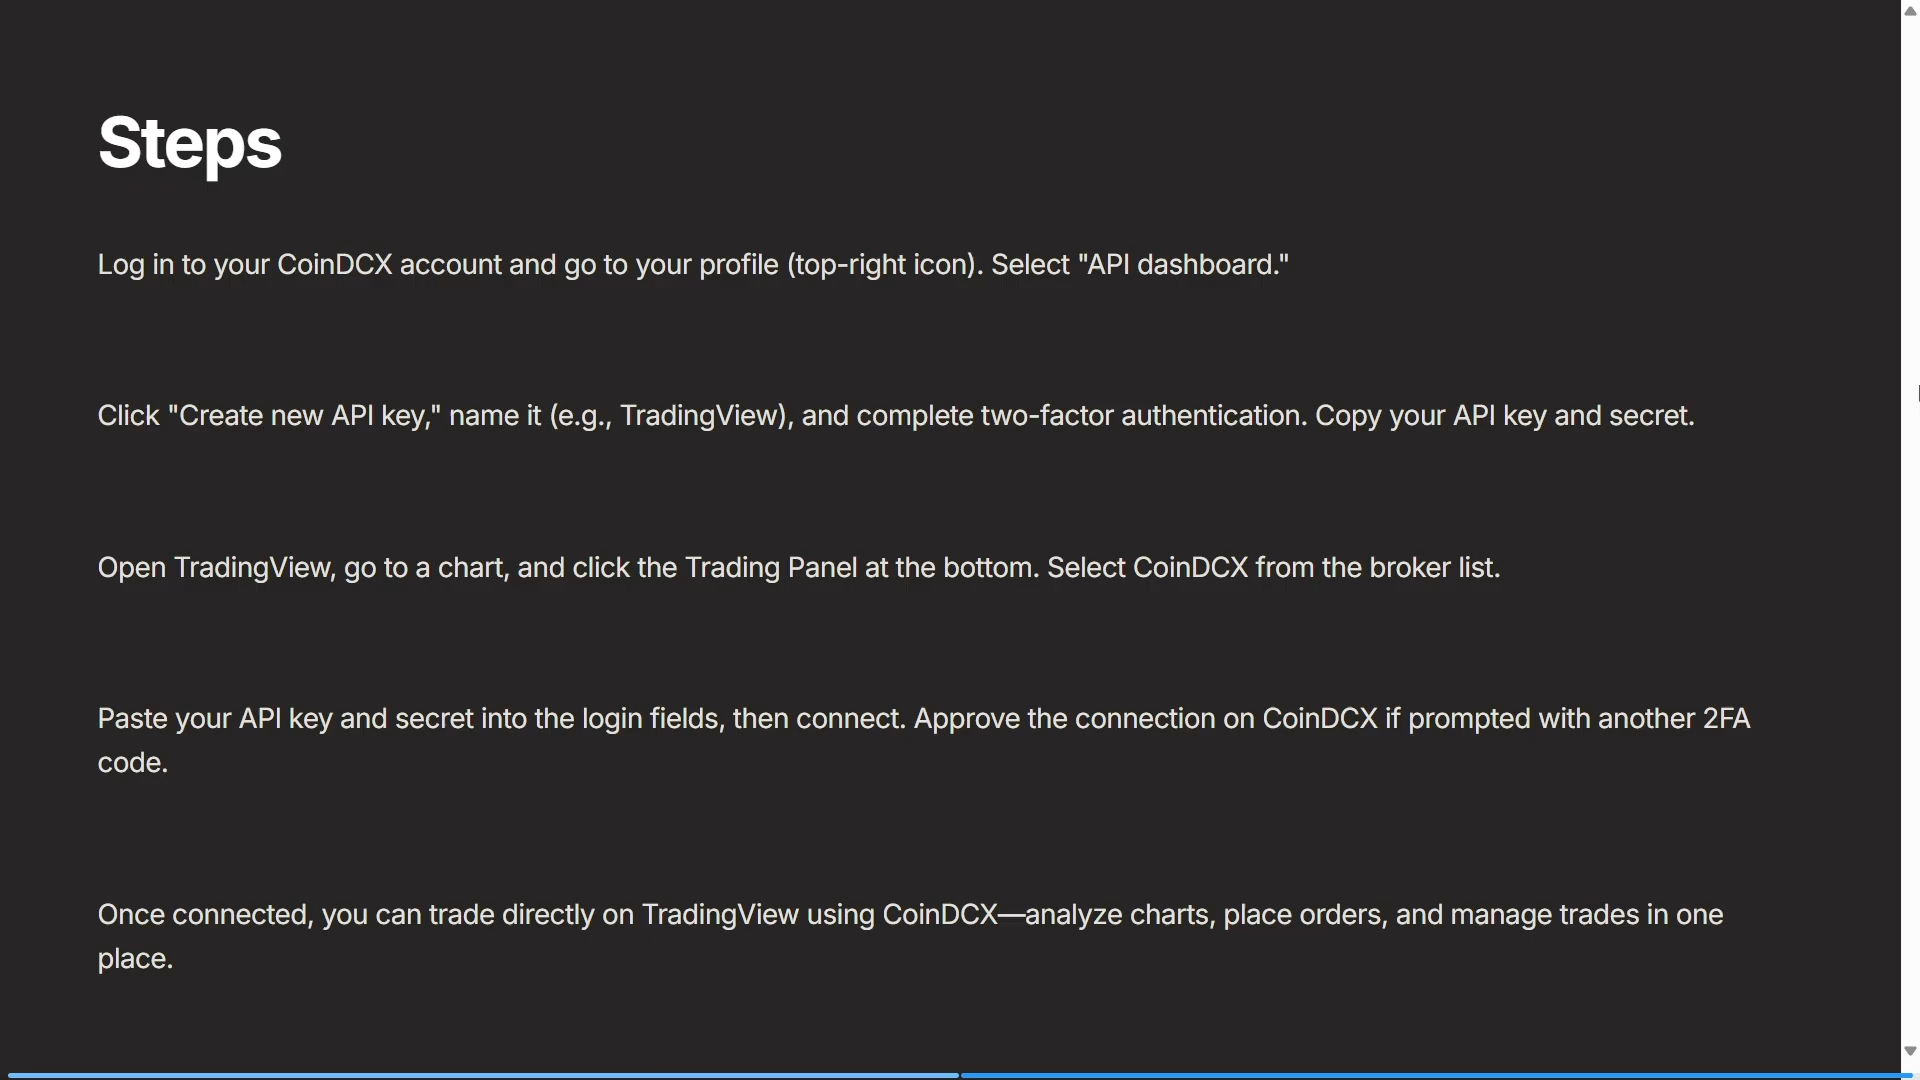 Steps
Log in to your CoinDCX account and go to your profile (top-right icon). Select "API dashboard."
Click "Create new API key," name it (e.g., TradingView), and complete two-factor authentication. Copy your API key and secret.
Open TradingView, go to a chart, and click the Trading Panel at the bottom. Select CoinDCX from the broker list.
Paste your API key and secret into the login fields, then connect. Approve the connection on CoinDCX if prompted with another 2FA
code.
Once connected, you can trade directly on TradingView using CoinDCX—analyze charts, place orders, and manage trades in one
place.